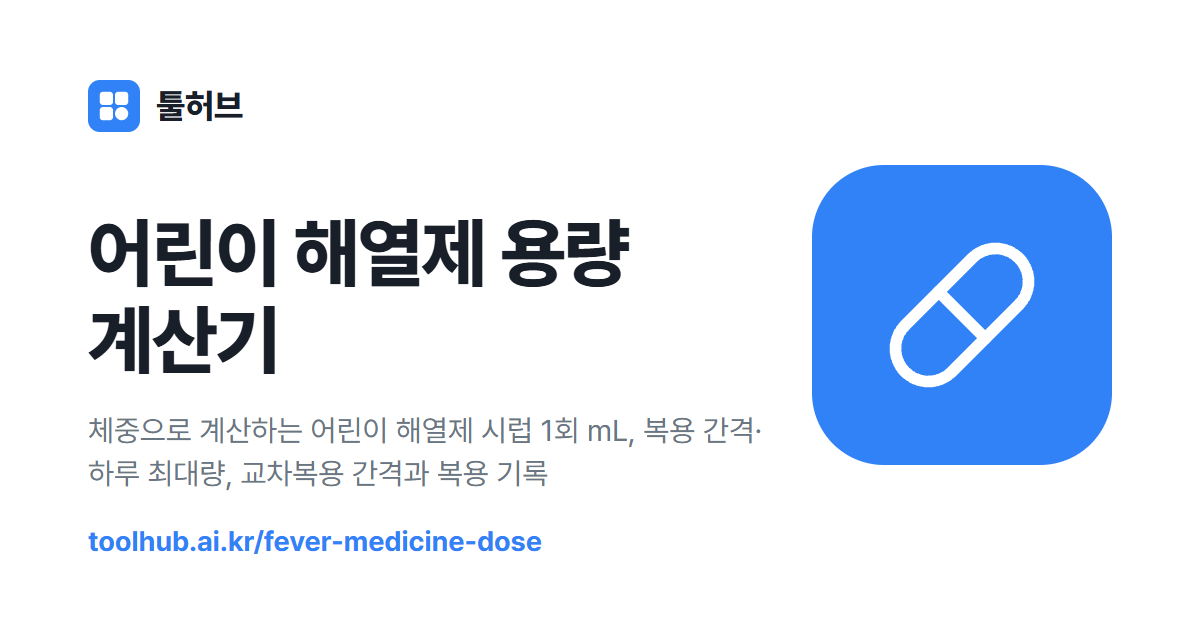 툴허브
어린이 해열제 용량
계산기
체중으로 계산하는 어린이 해열제 시럽 1회 mL, 복용 간격·
하루 최대량, 교차복용 간격과 복용 기록
toolhub.ai.kr/fever-medicine-dose